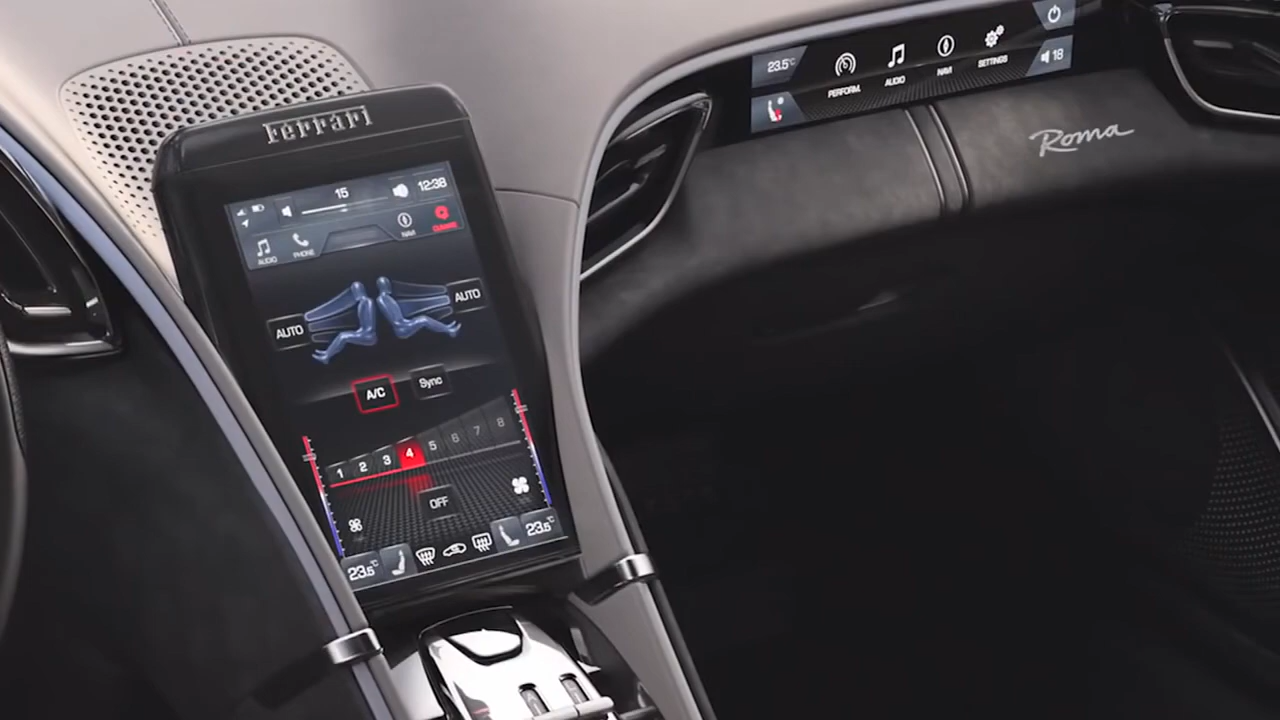 Ferrari
15
12:38
AUDIO
PHONE
NAVI
CLIMATE
AUTO
AUTO
A/C
Sync
1 2 3 4 5 6 7 8
OFF
23.5°C
23.5°C
23.5°C
PERFORM.
AUDIO
NAVI
SETTINGS
18
Roma